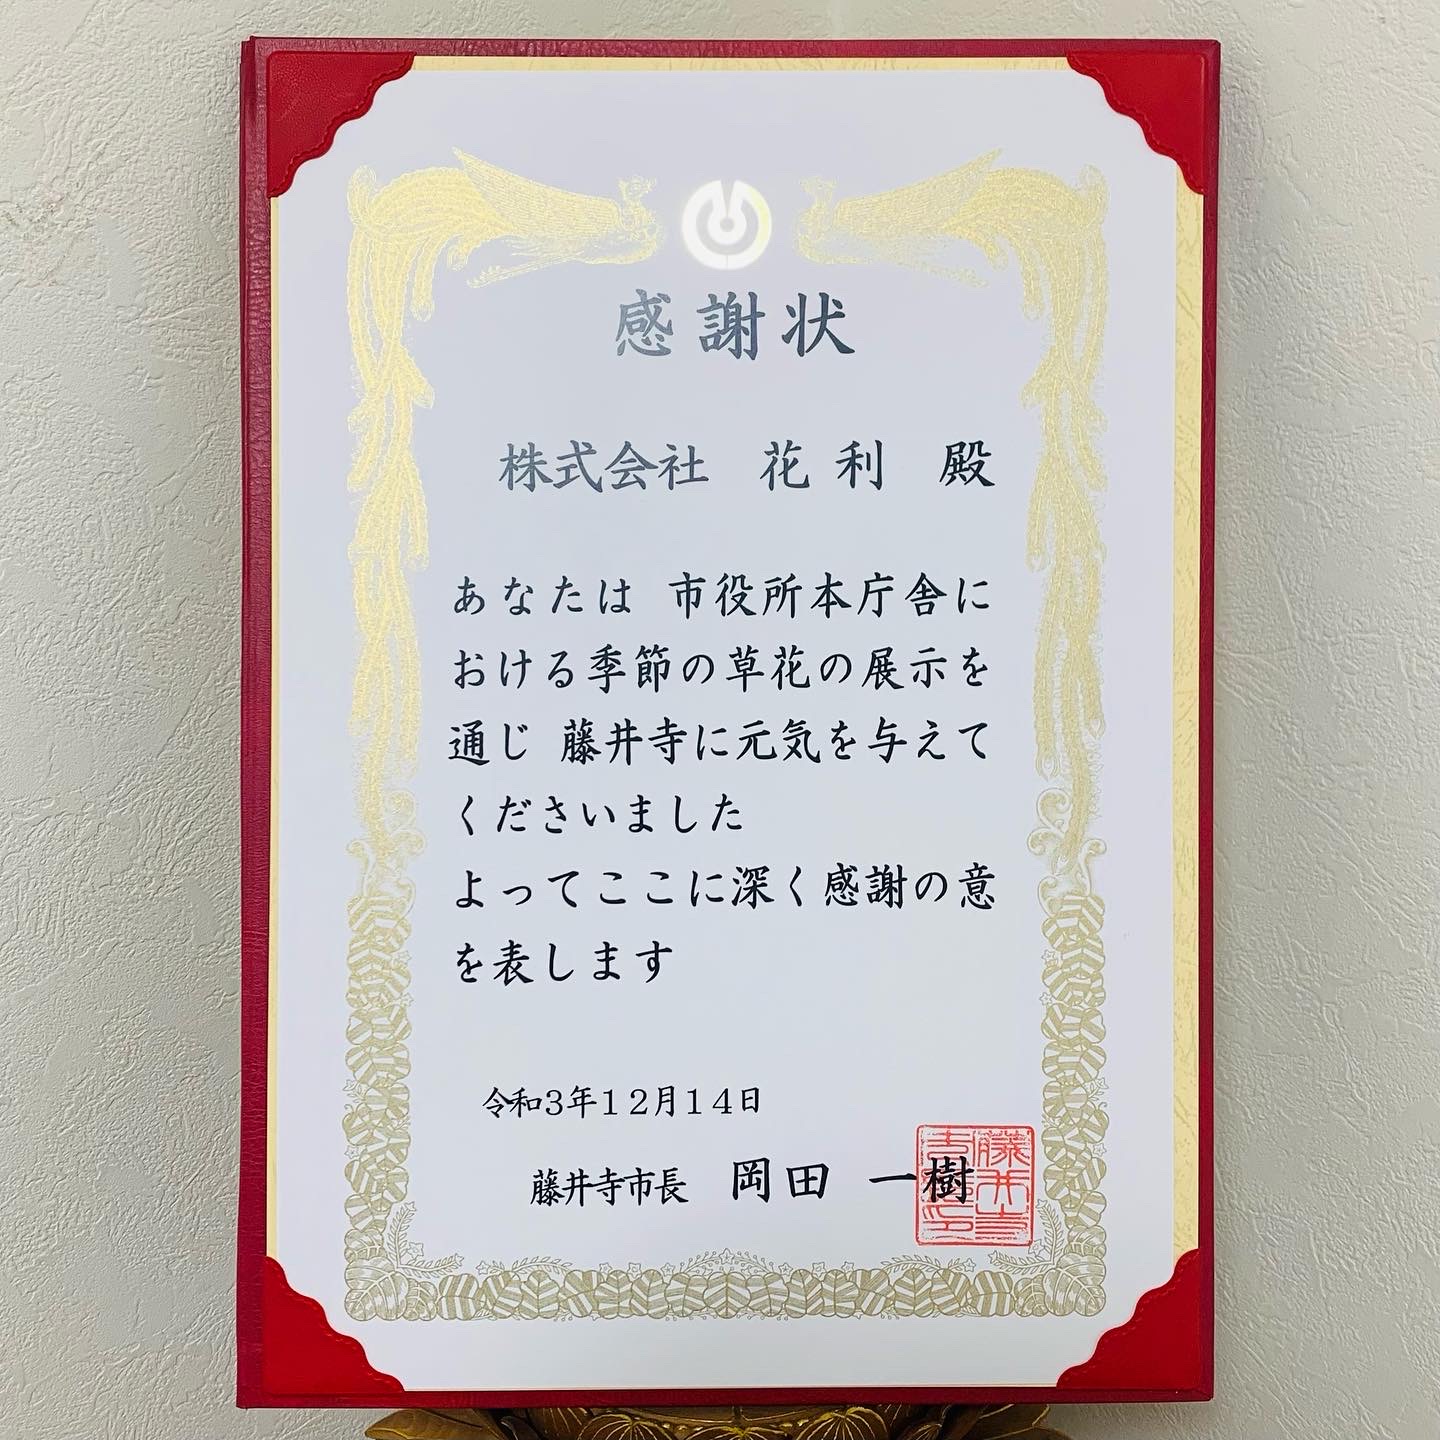 感謝状
株式会社 花利 殿
あなたは 市役所本庁舎に
おける季節の草花の展示を
通じ 藤井寺に元気を与えて
くださいました
よってここに深く感謝の意
を表します
令和3年12月14日
藤井寺市長 岡田 一樹